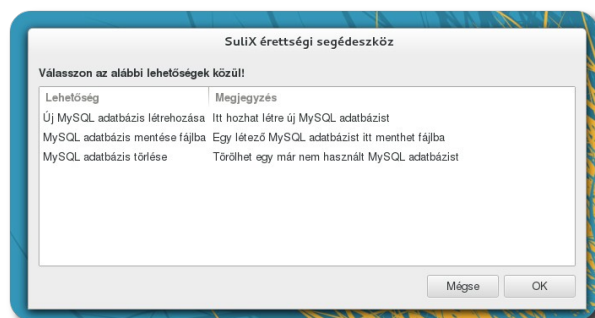 SuliX érettségi segédeszköz
Válasszon az alábbi lehetőségek közül!
Lehetőség Megjegyzés
Új MySQL adatbázis létrehozása Itt hozhat létre új MySQL adatbázist
MySQL adatbázis mentése fájlba Egy létező MySQL adatbázist itt menthet fájlba
MySQL adatbázis törlése Törölhet egy már nem használt MySQL adatbázist
Mégse OK